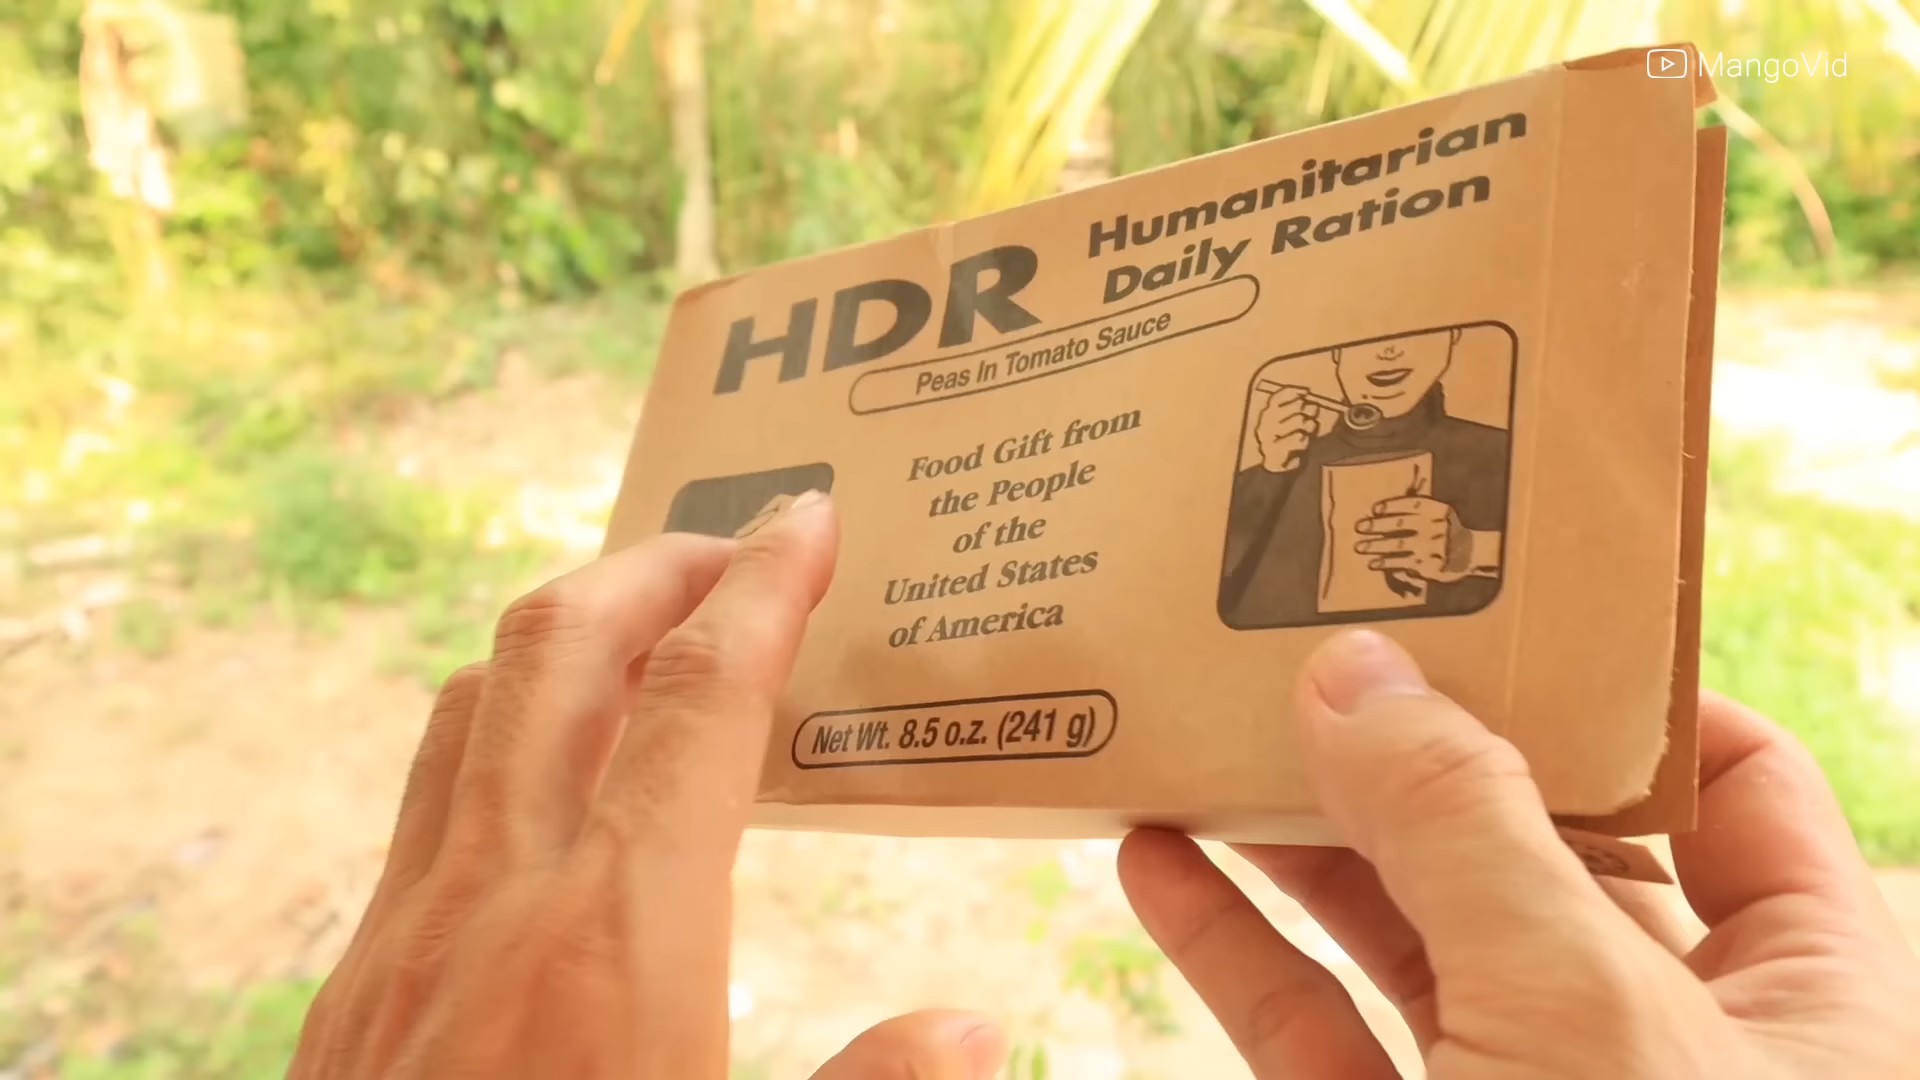 MangoVid
HDR
Humanitarian
Daily Ration
Peas In Tomato Sauce
Food Gift from
the People
of the
United States
of America
Net Wt. 8.5 o.z. (241 g)